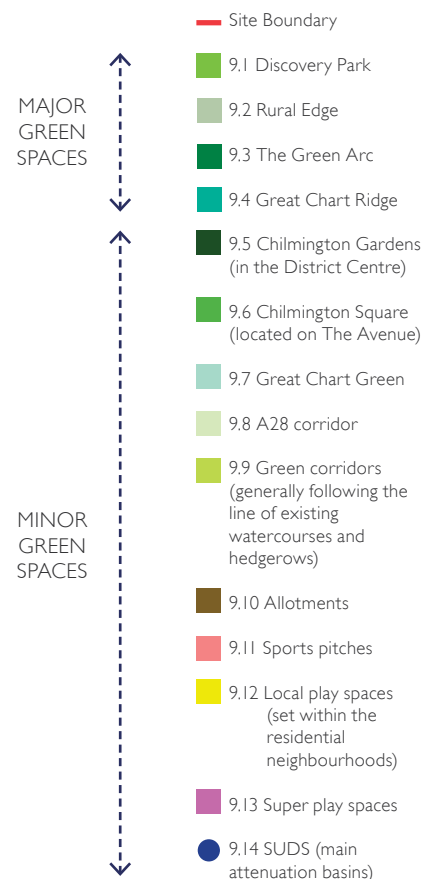 Site Boundary
MAJOR
GREEN
SPACES
9.1 Discovery Park
9.2 Rural Edge
9.3 The Green Arc
9.4 Great Chart Ridge
MINOR
GREEN
SPACES
9.5 Chilmington Gardens
(in the District Centre)
9.6 Chilmington Square
(located on The Avenue)
9.7 Great Chart Green
9.8 A28 corridor
9.9 Green corridors
(generally following the
line of existing
watercourses and
hedgerows)
9.10 Allotments
9.11 Sports pitches
9.12 Local play spaces
(set within the
residential
neighbourhoods)
9.13 Super play spaces
9.14 SUDS (main
attenuation basins)